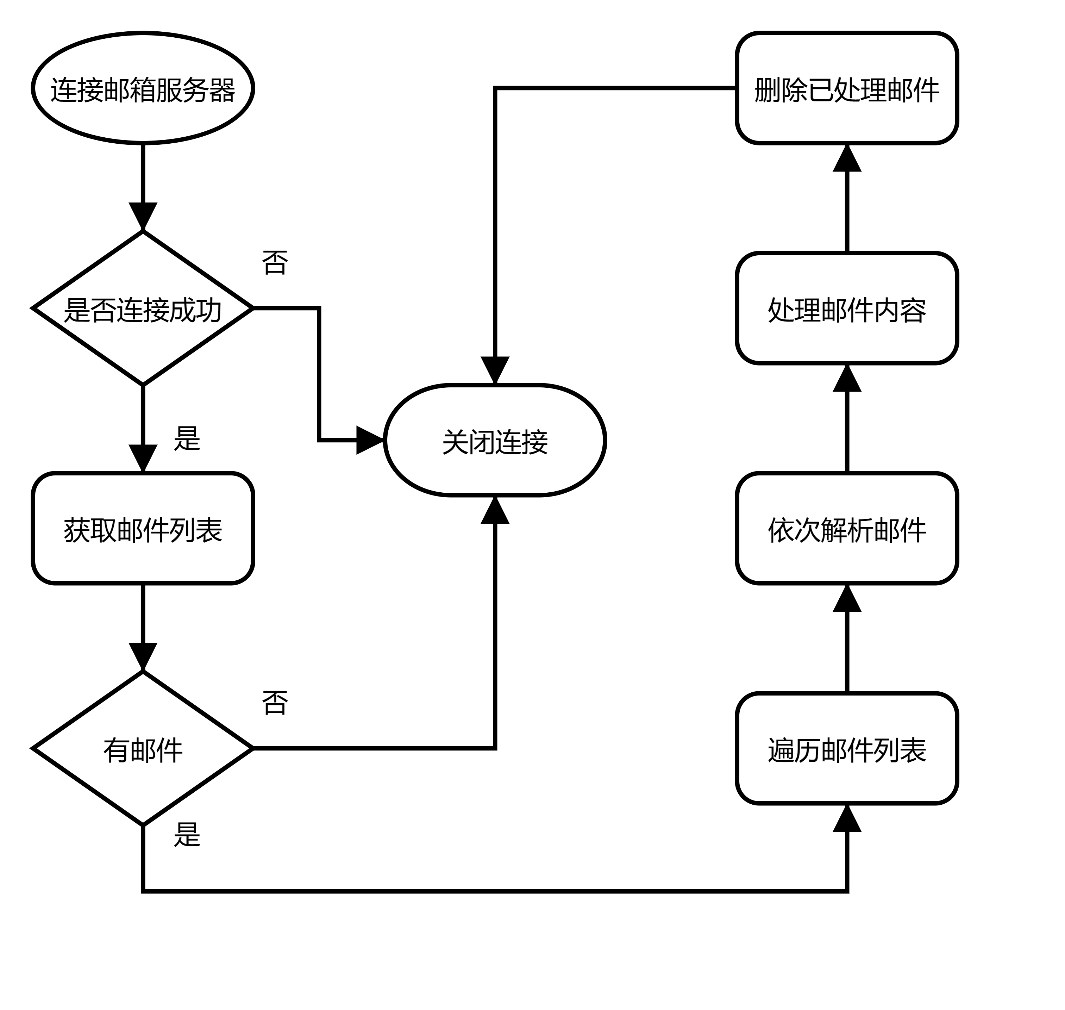 连接邮箱服务器
否
是否连接成功
是
获取邮件列表
否
有邮件
是
关闭连接
删除已处理邮件
处理邮件内容
依次解析邮件
遍历邮件列表